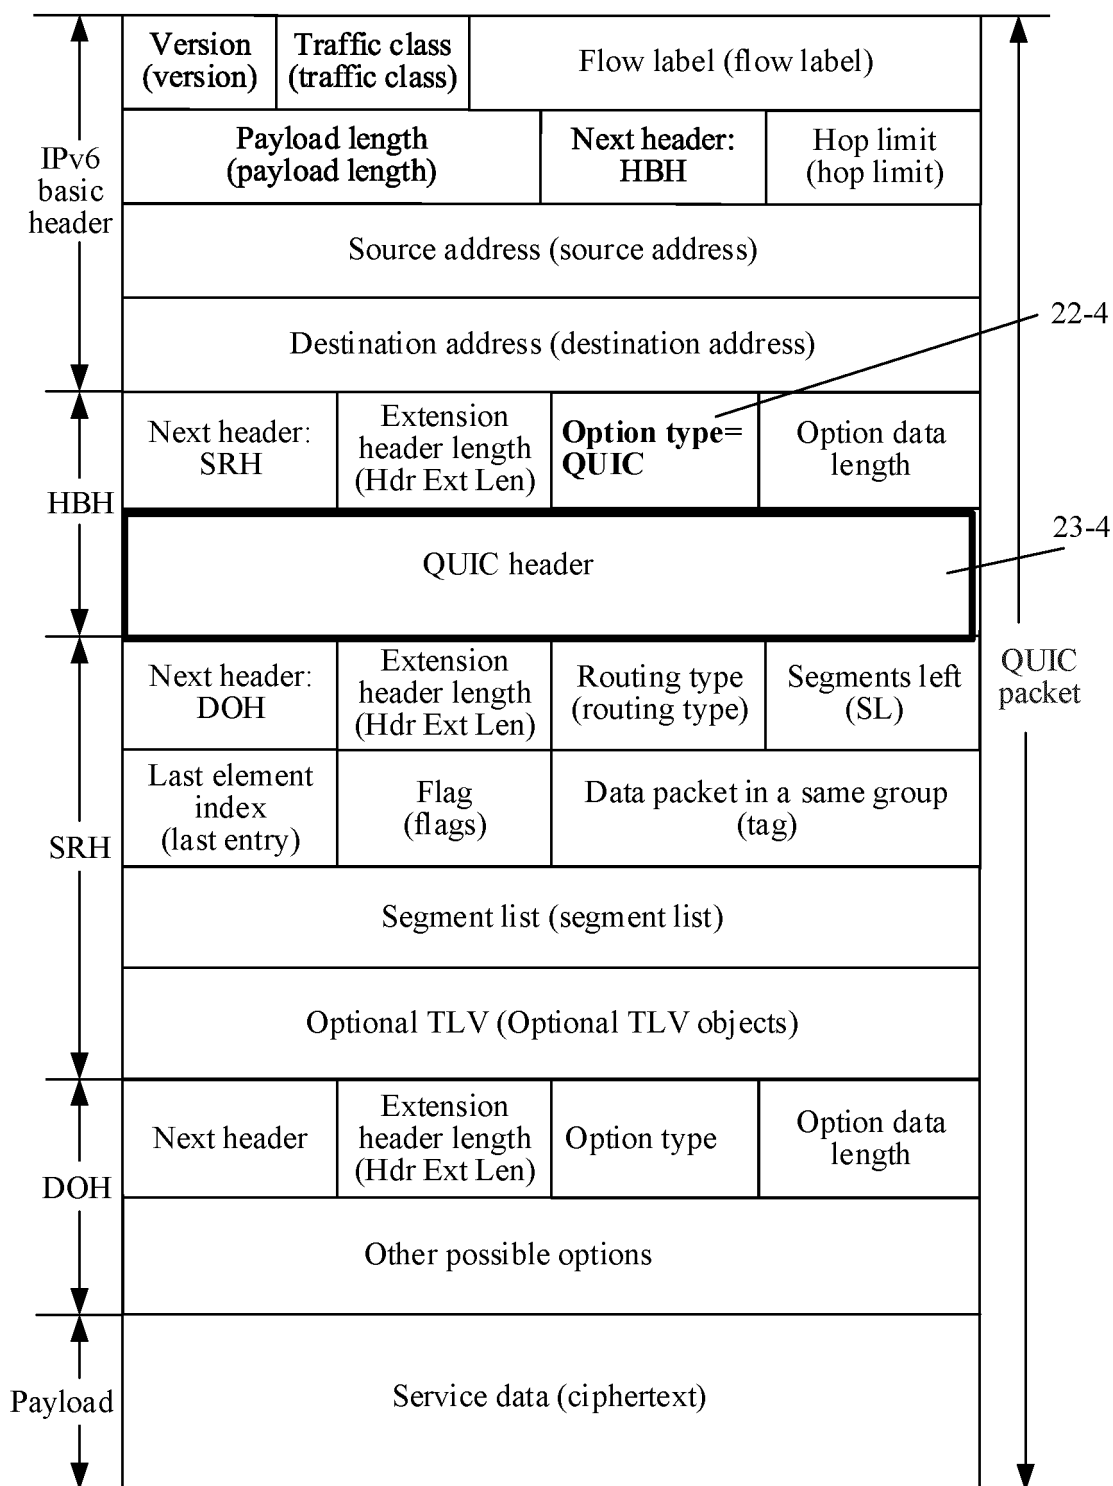 Version
(version)
Traffic class
(traffic class)
Flow label (flow label)
IPv6
basic
header
Payload length
(payload length)
Next header:
HBH
Hop limit
(hop limit)
Source address (source address)
Destination address (destination address)
22-4
HBH
Next header:
SRH
Extension
header length
(Hdr Ext Len)
Option type=
QUIC
Option data
length
QUIC header
23-4
QUIC
packet
SRH
Next header:
DOH
Extension
header length
(Hdr Ext Len)
Routing type
(routing type)
Segments left
(SL)
Last element
index
(last entry)
Flag
(flags)
Data packet in a same group
(tag)
Segment list (segment list)
Optional TLV (Optional TLV objects)
DOH
Next header
Extension
header length
(Hdr Ext Len)
Option type
Option data
length
Other possible options
Payload
Service data (ciphertext)